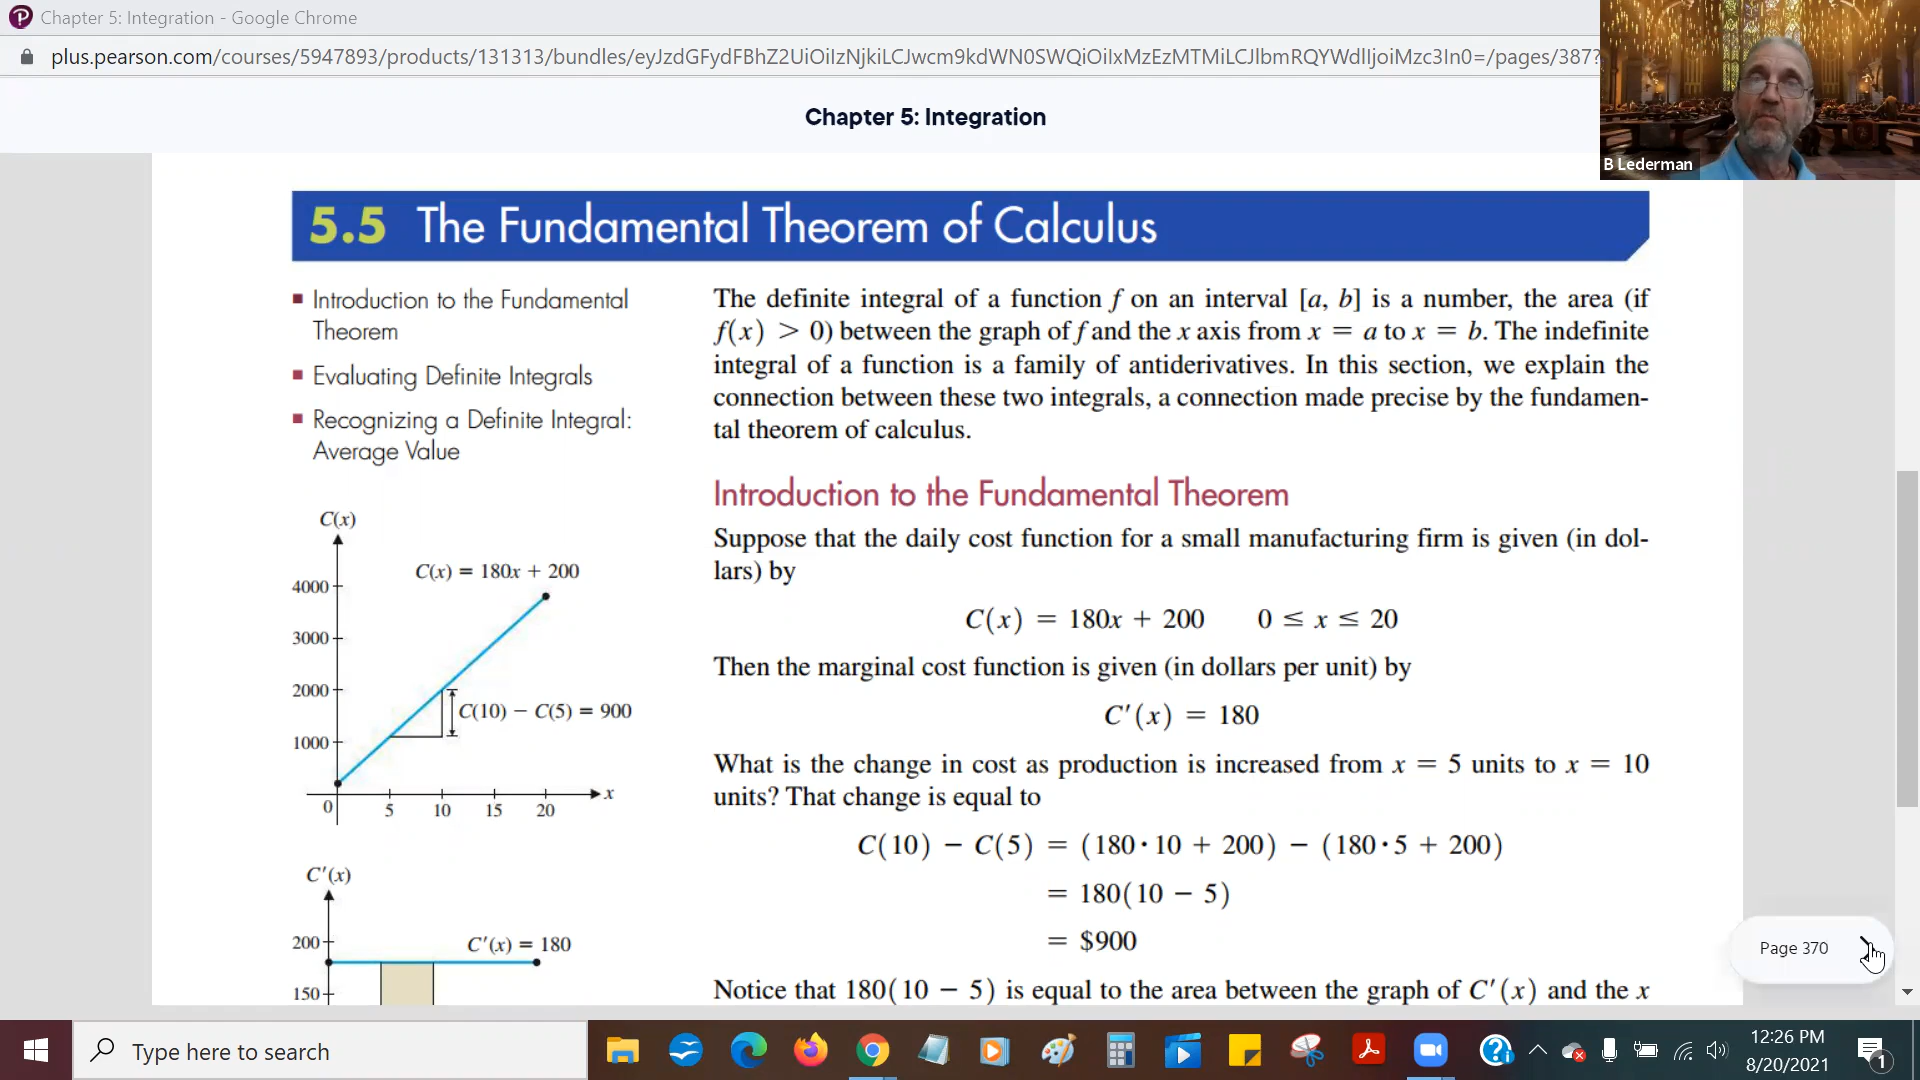 Chapter 5: Integration - Google Chrome
plus.pearson.com/courses/5947893/products/131313/bundles/eyJzdGFydFBhZ2UiOiIzNjkiLCJwcm9kdWN0SWQiOiIxMzEzMTMiLCJlbmRQYWdlIjoiMzc3In0=/pages/387?
B Lederman
Chapter 5: Integration
5.5 The Fundamental Theorem of Calculus
Introduction to the Fundamental
Theorem
Evaluating Definite Integrals
Recognizing a Definite Integral:
Average Value
The definite integral of a function f on an interval [a, b] is a number, the area (if
f(x) > 0) between the graph of f and the x axis from x = a to x = b. The indefinite
integral of a function is a family of antiderivatives. In this section, we explain the
connection between these two integrals, a connection made precise by the fundamen-
tal theorem of calculus.
Introduction to the Fundamental Theorem
Suppose that the daily cost function for a small manufacturing firm is given (in dol-
lars) by
C(x) = 180x + 200 0 ≤ x ≤ 20
Then the marginal cost function is given (in dollars per unit) by
C′(x) = 180
What is the change in cost as production is increased from x = 5 units to x = 10
units? That change is equal to
C(10) − C(5) = (180·10 + 200) − (180·5 + 200)
= 180(10 − 5)
= $900
Notice that 180(10 − 5) is equal to the area between the graph of C′(x) and the x
C(x)
C(x) = 180x + 200
4000
3000
2000
C(10) − C(5) = 900
1000
0 5 10 15 20 x
C′(x)
200
C′(x) = 180
150
Page 370
Type here to search
12:26 PM
8/20/2021
1